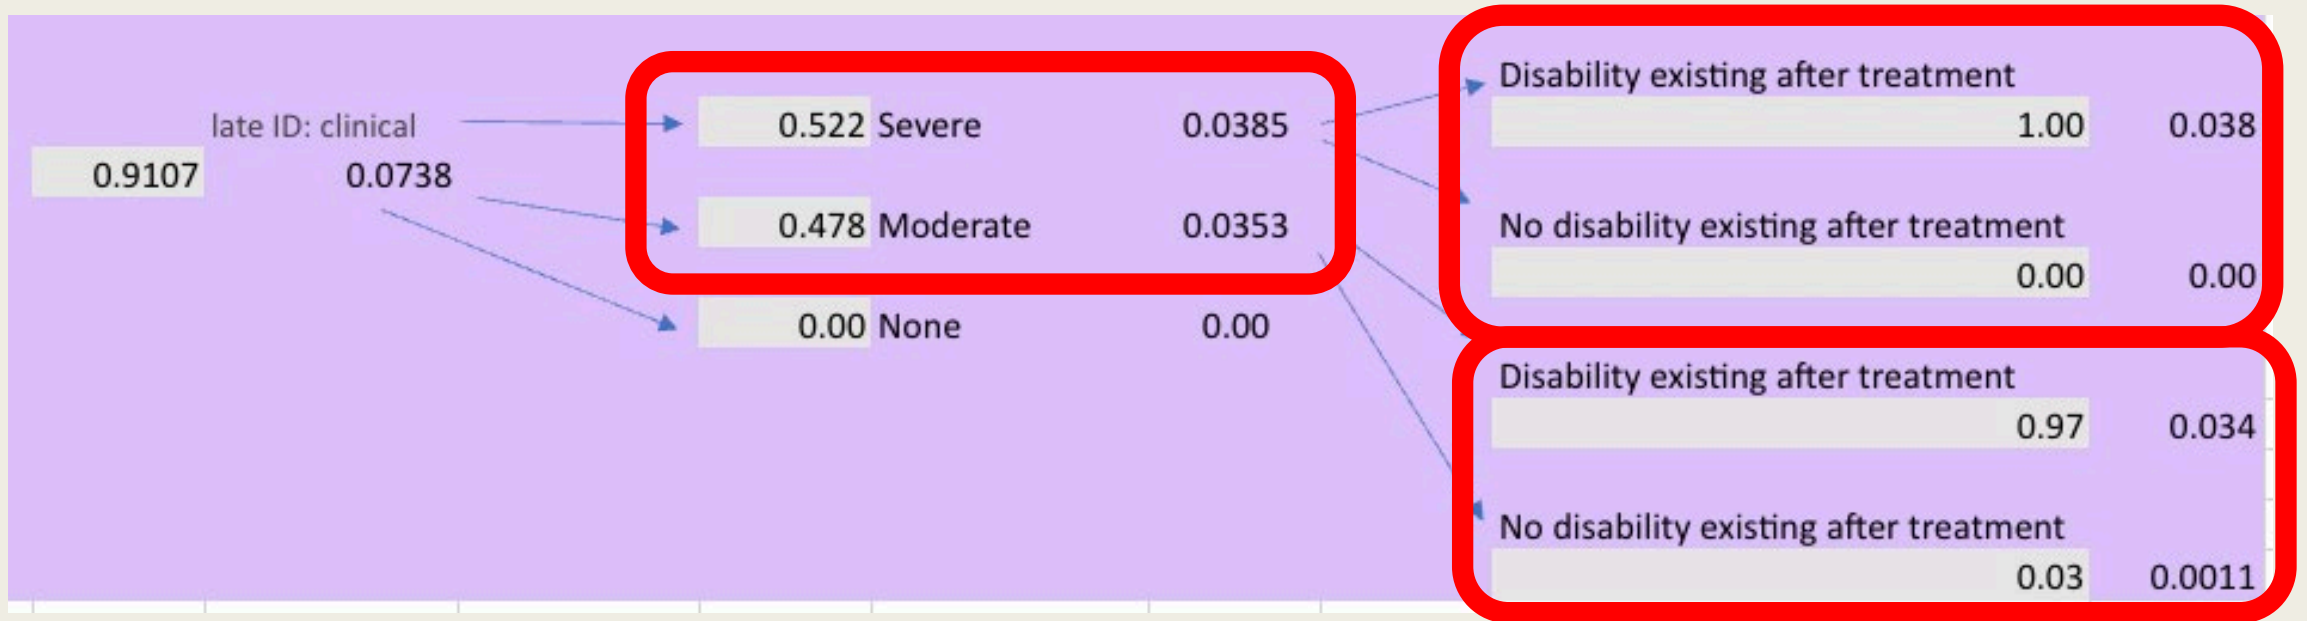 Disability existing after treatment
late ID: clinical 0.522 Severe 0.0385 1.00 0.038
0.9107 0.0738
0.478 Moderate 0.0353 No disability existing after treatment
0.00 0.00
0.00 None 0.00
Disability existing after treatment
0.97 0.034
No disability existing after treatment
0.03 0.0011